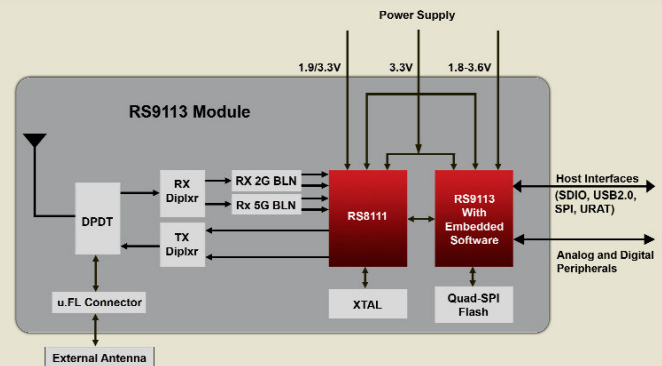 Power Supply
1.9/3.3V
3.3V
1.8-3.6V
RS9113 Module
RX
Diplxr
RX 2G BLN
Rx 5G BLN
DPDT
TX
Diplxr
RS8111
RS9113
With
Embedded
Software
Host Interfaces
(SDIO, USB2.0,
SPI, URAT)
Analog and Digital
Peripherals
u.FL Connector
XTAL
Quad-SPI
Flash
External Antenna